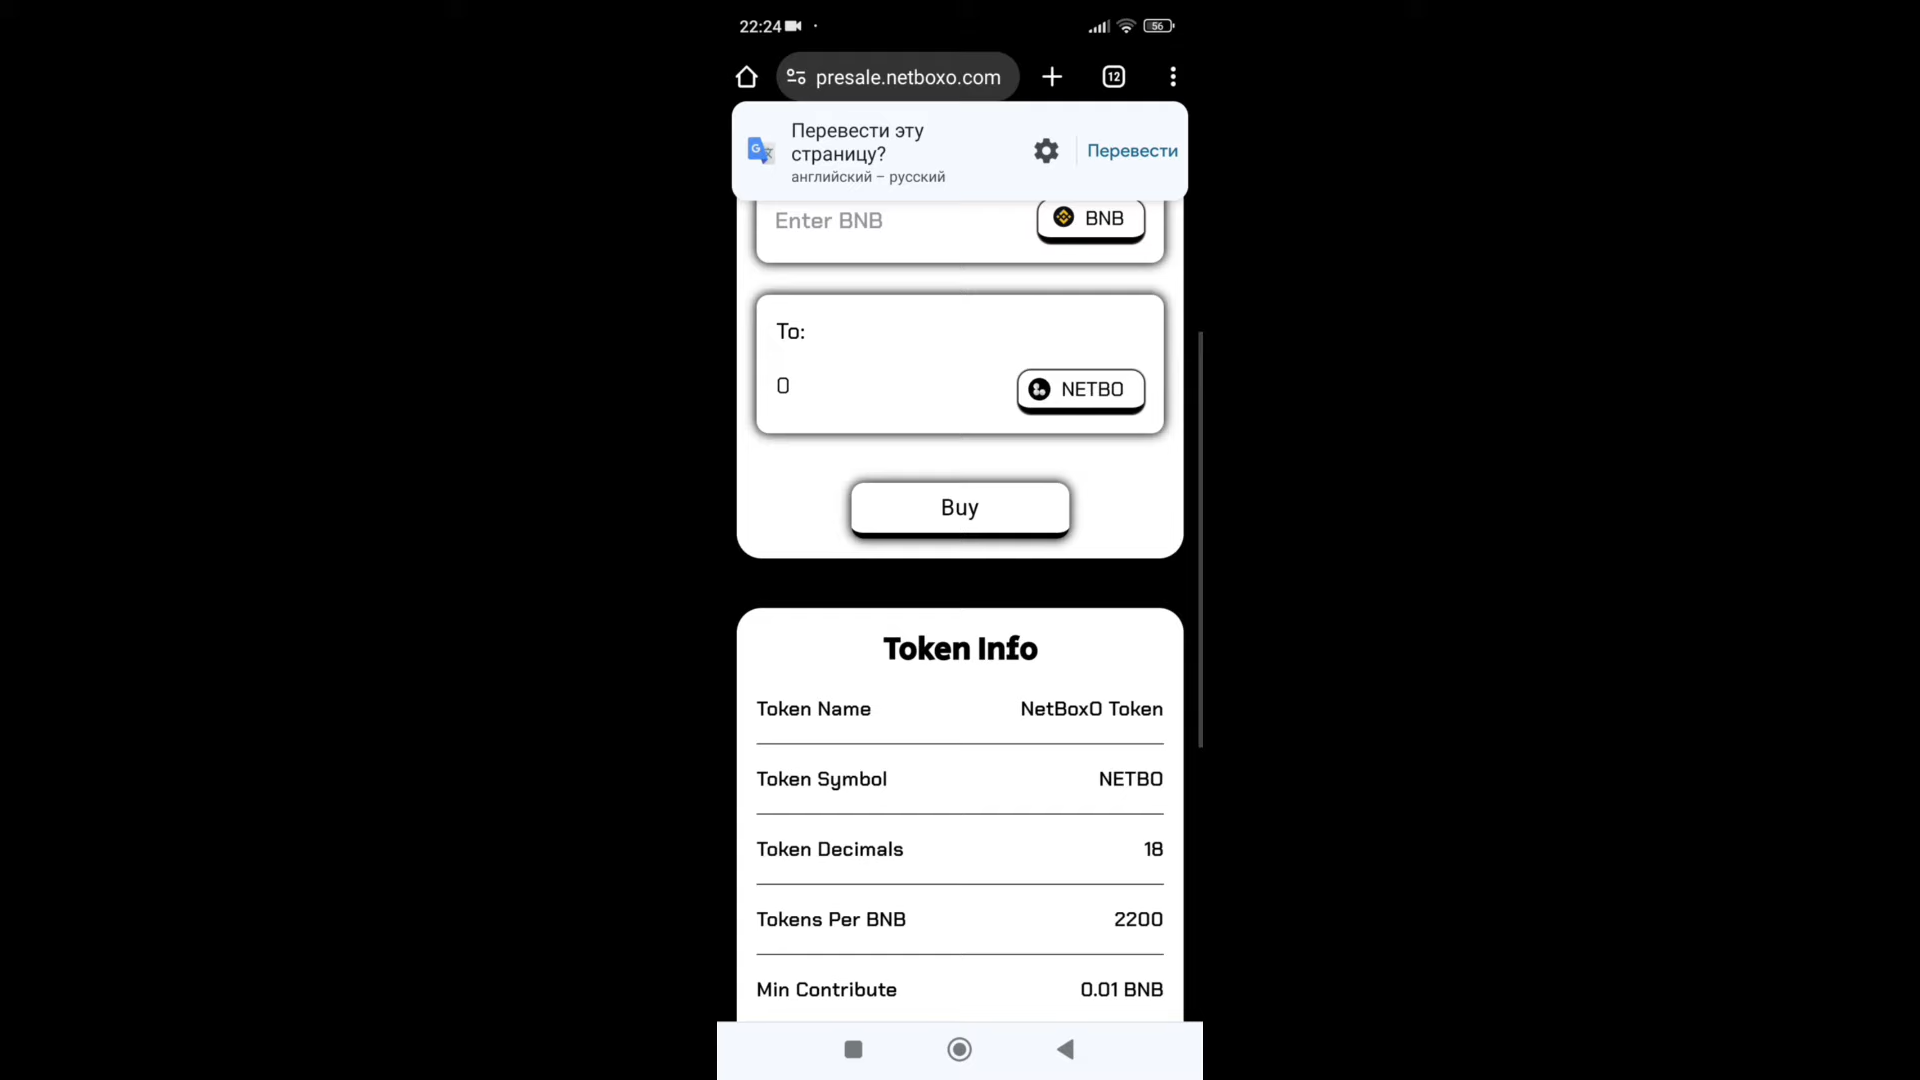 22:24
56
presale.netboxo.com
12
Перевести эту
страницу?
английский – русский
Перевести
Enter BNB
BNB
To:
0
NETBO
Buy
Token Info
Token Name NetBoxO Token
Token Symbol NETBO
Token Decimals 18
Tokens Per BNB 2200
Min Contribute 0.01 BNB